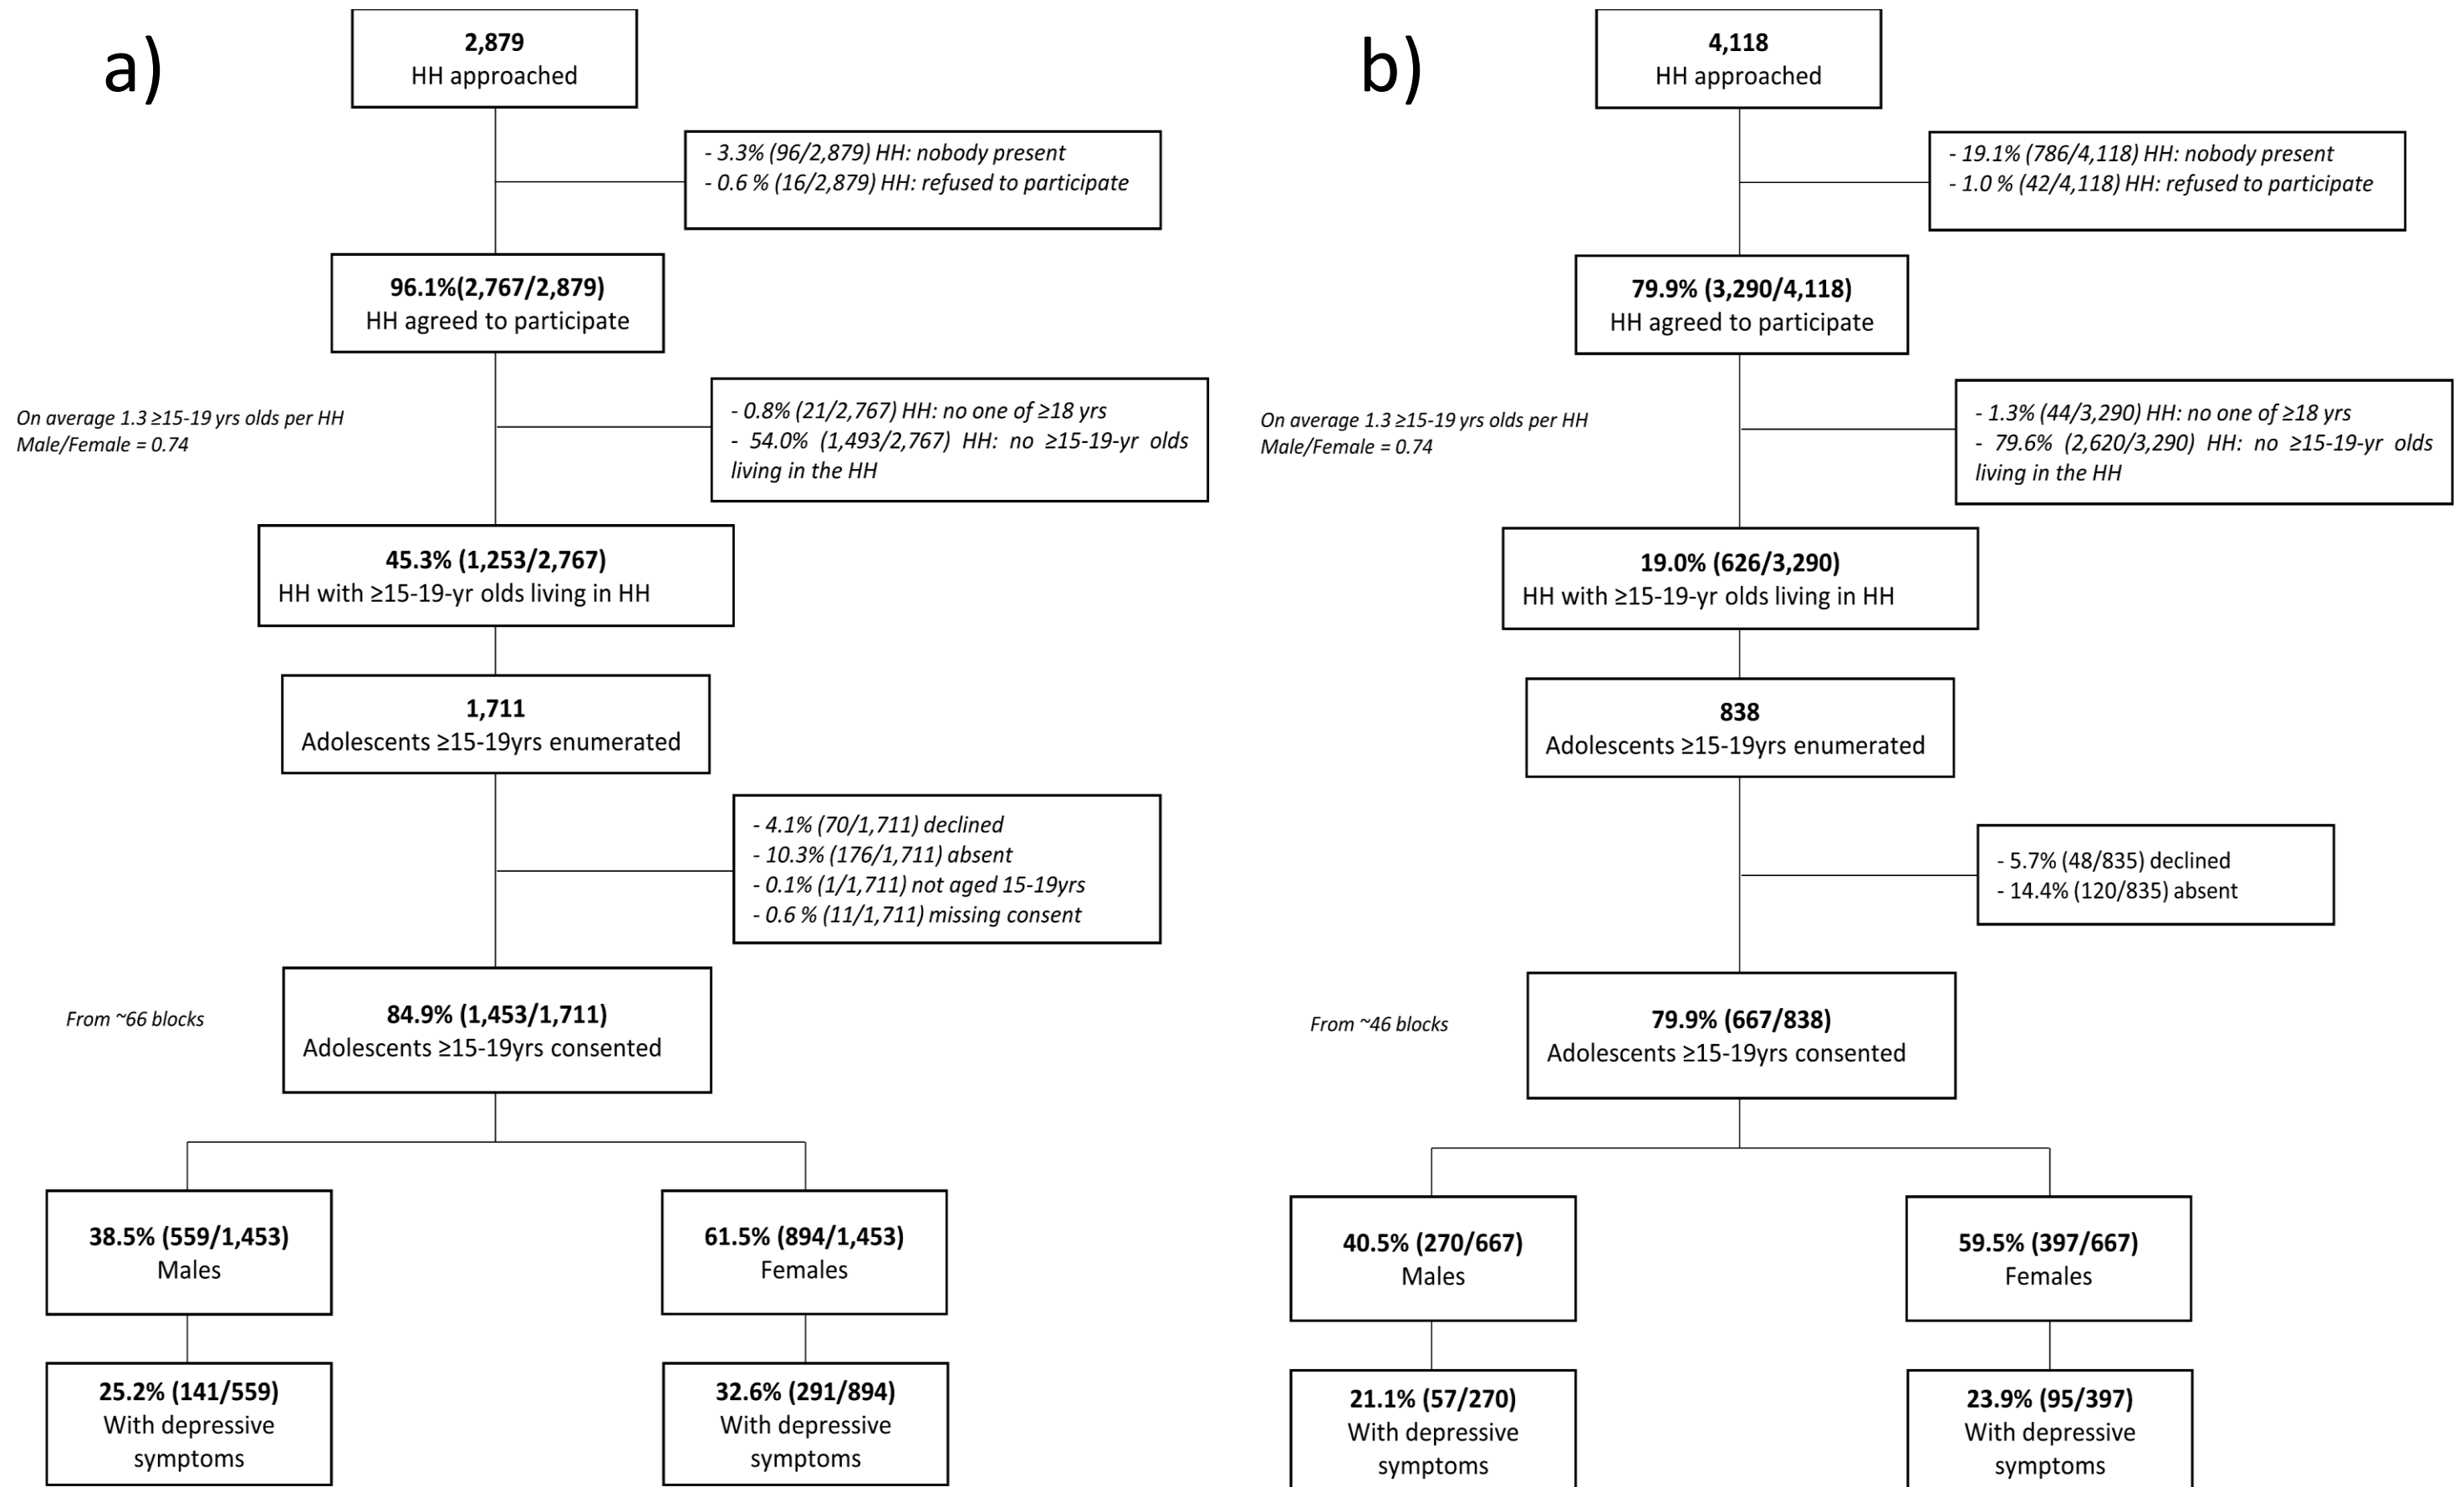 a)
2,879
HH approached
- 3.3% (96/2,879) HH: nobody present
- 0.6 % (16/2,879) HH: refused to participate
96.1%(2,767/2,879)
HH agreed to participate
On average 1.3 ≥15-19 yrs olds per HH
Male/Female = 0.74
- 0.8% (21/2,767) HH: no one of ≥18 yrs
- 54.0% (1,493/2,767) HH: no ≥15-19-yr olds
living in the HH
45.3% (1,253/2,767)
HH with ≥15-19-yr olds living in HH
1,711
Adolescents ≥15-19yrs enumerated
- 4.1% (70/1,711) declined
- 10.3% (176/1,711) absent
- 0.1% (1/1,711) not aged 15-19yrs
- 0.6 % (11/1,711) missing consent
From ~66 blocks
84.9% (1,453/1,711)
Adolescents ≥15-19yrs consented
38.5% (559/1,453)
Males
61.5% (894/1,453)
Females
25.2% (141/559)
With depressive
symptoms
32.6% (291/894)
With depressive
symptoms
b)
4,118
HH approached
- 19.1% (786/4,118) HH: nobody present
- 1.0 % (42/4,118) HH: refused to participate
79.9% (3,290/4,118)
HH agreed to participate
On average 1.3 ≥15-19 yrs olds per HH
Male/Female = 0.74
- 1.3% (44/3,290) HH: no one of ≥18 yrs
- 79.6% (2,620/3,290) HH: no ≥15-19-yr olds
living in the HH
19.0% (626/3,290)
HH with ≥15-19-yr olds living in HH
838
Adolescents ≥15-19yrs enumerated
- 5.7% (48/835) declined
- 14.4% (120/835) absent
From ~46 blocks
79.9% (667/838)
Adolescents ≥15-19yrs consented
40.5% (270/667)
Males
59.5% (397/667)
Females
21.1% (57/270)
With depressive
symptoms
23.9% (95/397)
With depressive
symptoms